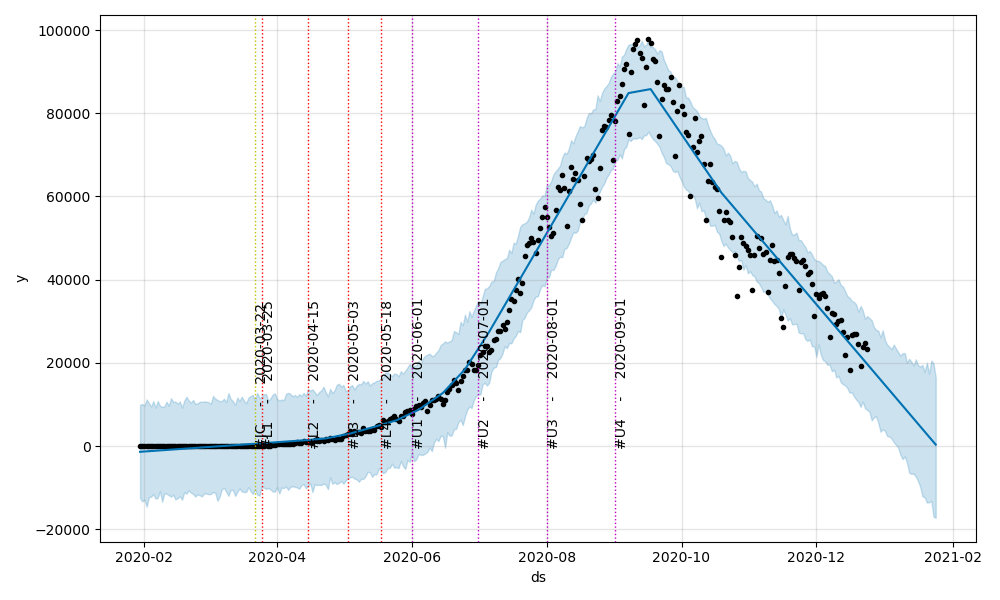 100000
80000
60000
40000
20000
0
−20000
y
#JC - 2020-03-22
#L1 - 2020-03-25
#L2 - 2020-04-15
#L3 - 2020-05-03
#L4 - 2020-05-18
#U1 - 2020-06-01
#U2 - 2020-07-01
#U3 - 2020-08-01
#U4 - 2020-09-01
2020-02
2020-04
2020-06
2020-08
2020-10
2020-12
2021-02
ds